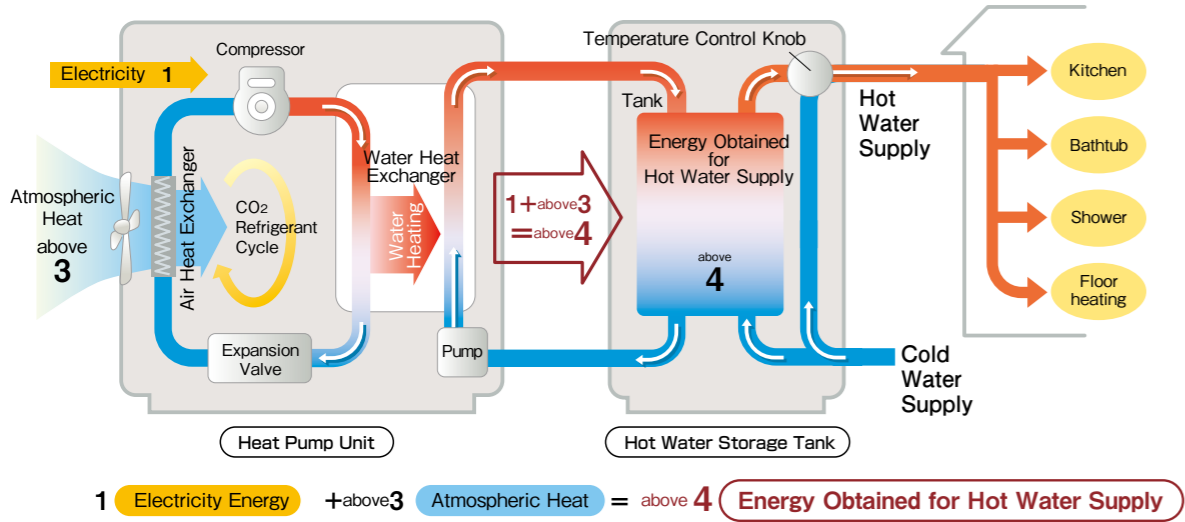 Compressor
Electricity 1
Atmospheric
Heat
above
3
Air Heat Exchanger
CO2
Refrigerant
Cycle
Expansion
Valve
Water Heat
Exchanger
Water
Heating
Pump
1+above3
=above4
Temperature Control Knob
Tank
Energy Obtained
for
Hot Water Supply
above
4
Hot
Water
Supply
Cold
Water
Supply
Kitchen
Bathtub
Shower
Floor
heating
Heat Pump Unit
Hot Water Storage Tank
1 Electricity Energy +above3 Atmospheric Heat = above 4 Energy Obtained for Hot Water Supply